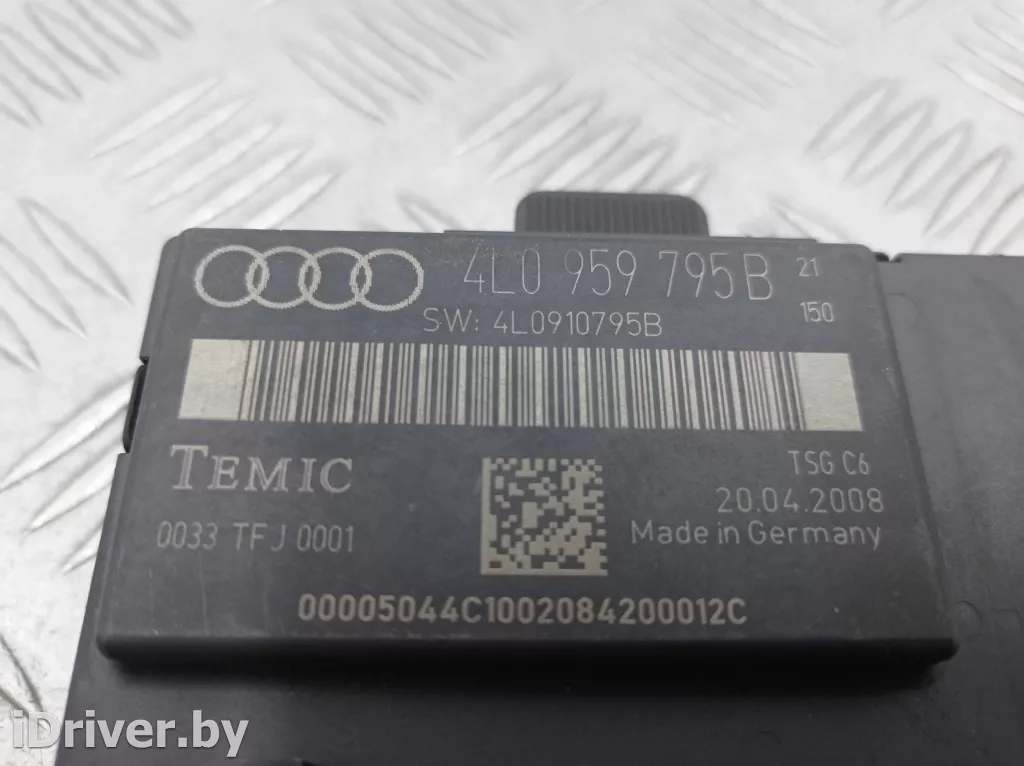 4L0 959 795B 21
SW: 4L0910795B 150
TEMIC
TSG C6
20.04.2008
0033 TFJ 0001
Made in Germany
00005044C1002084200012C
iDriver.by